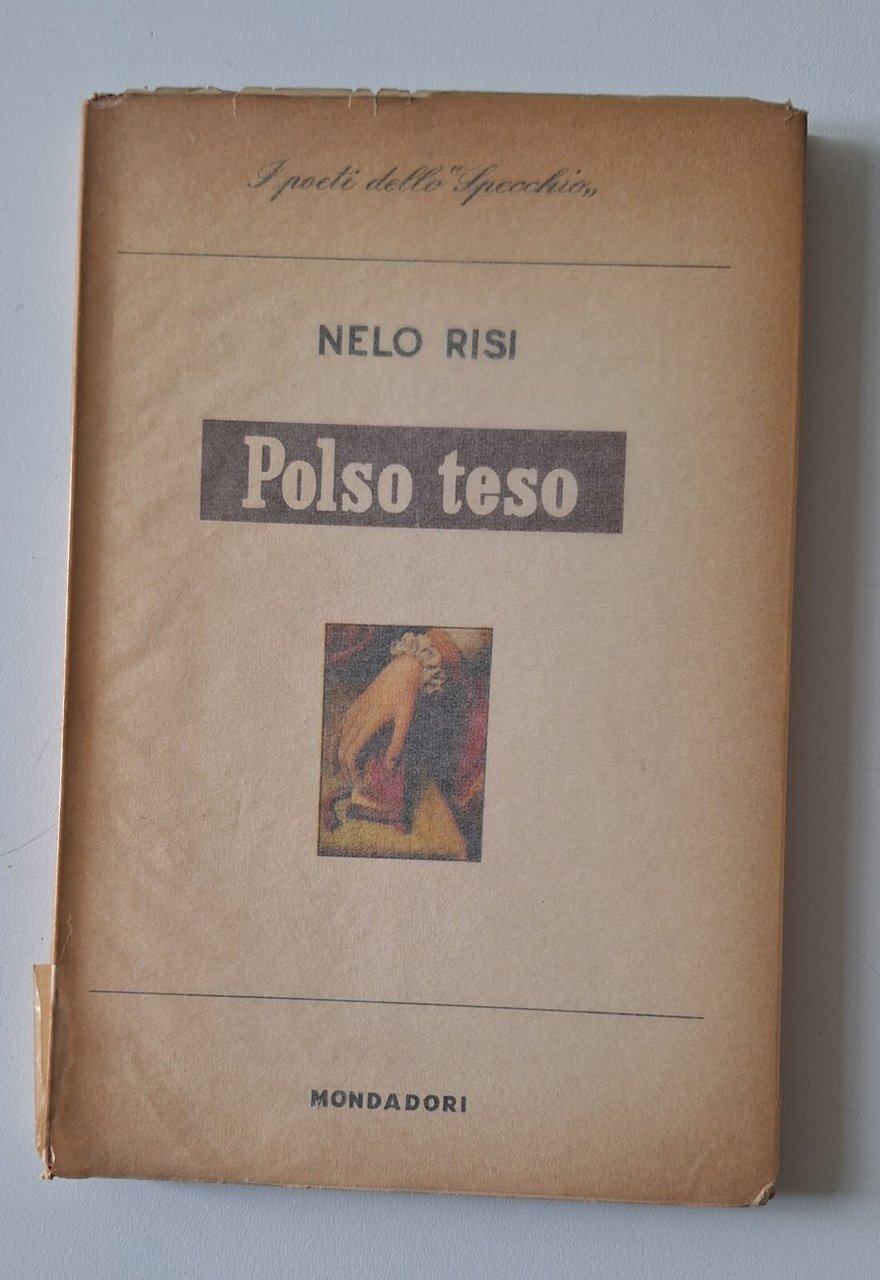 I poeti dello "Specchio„
NELO RISI
Polso teso
MONDADORI